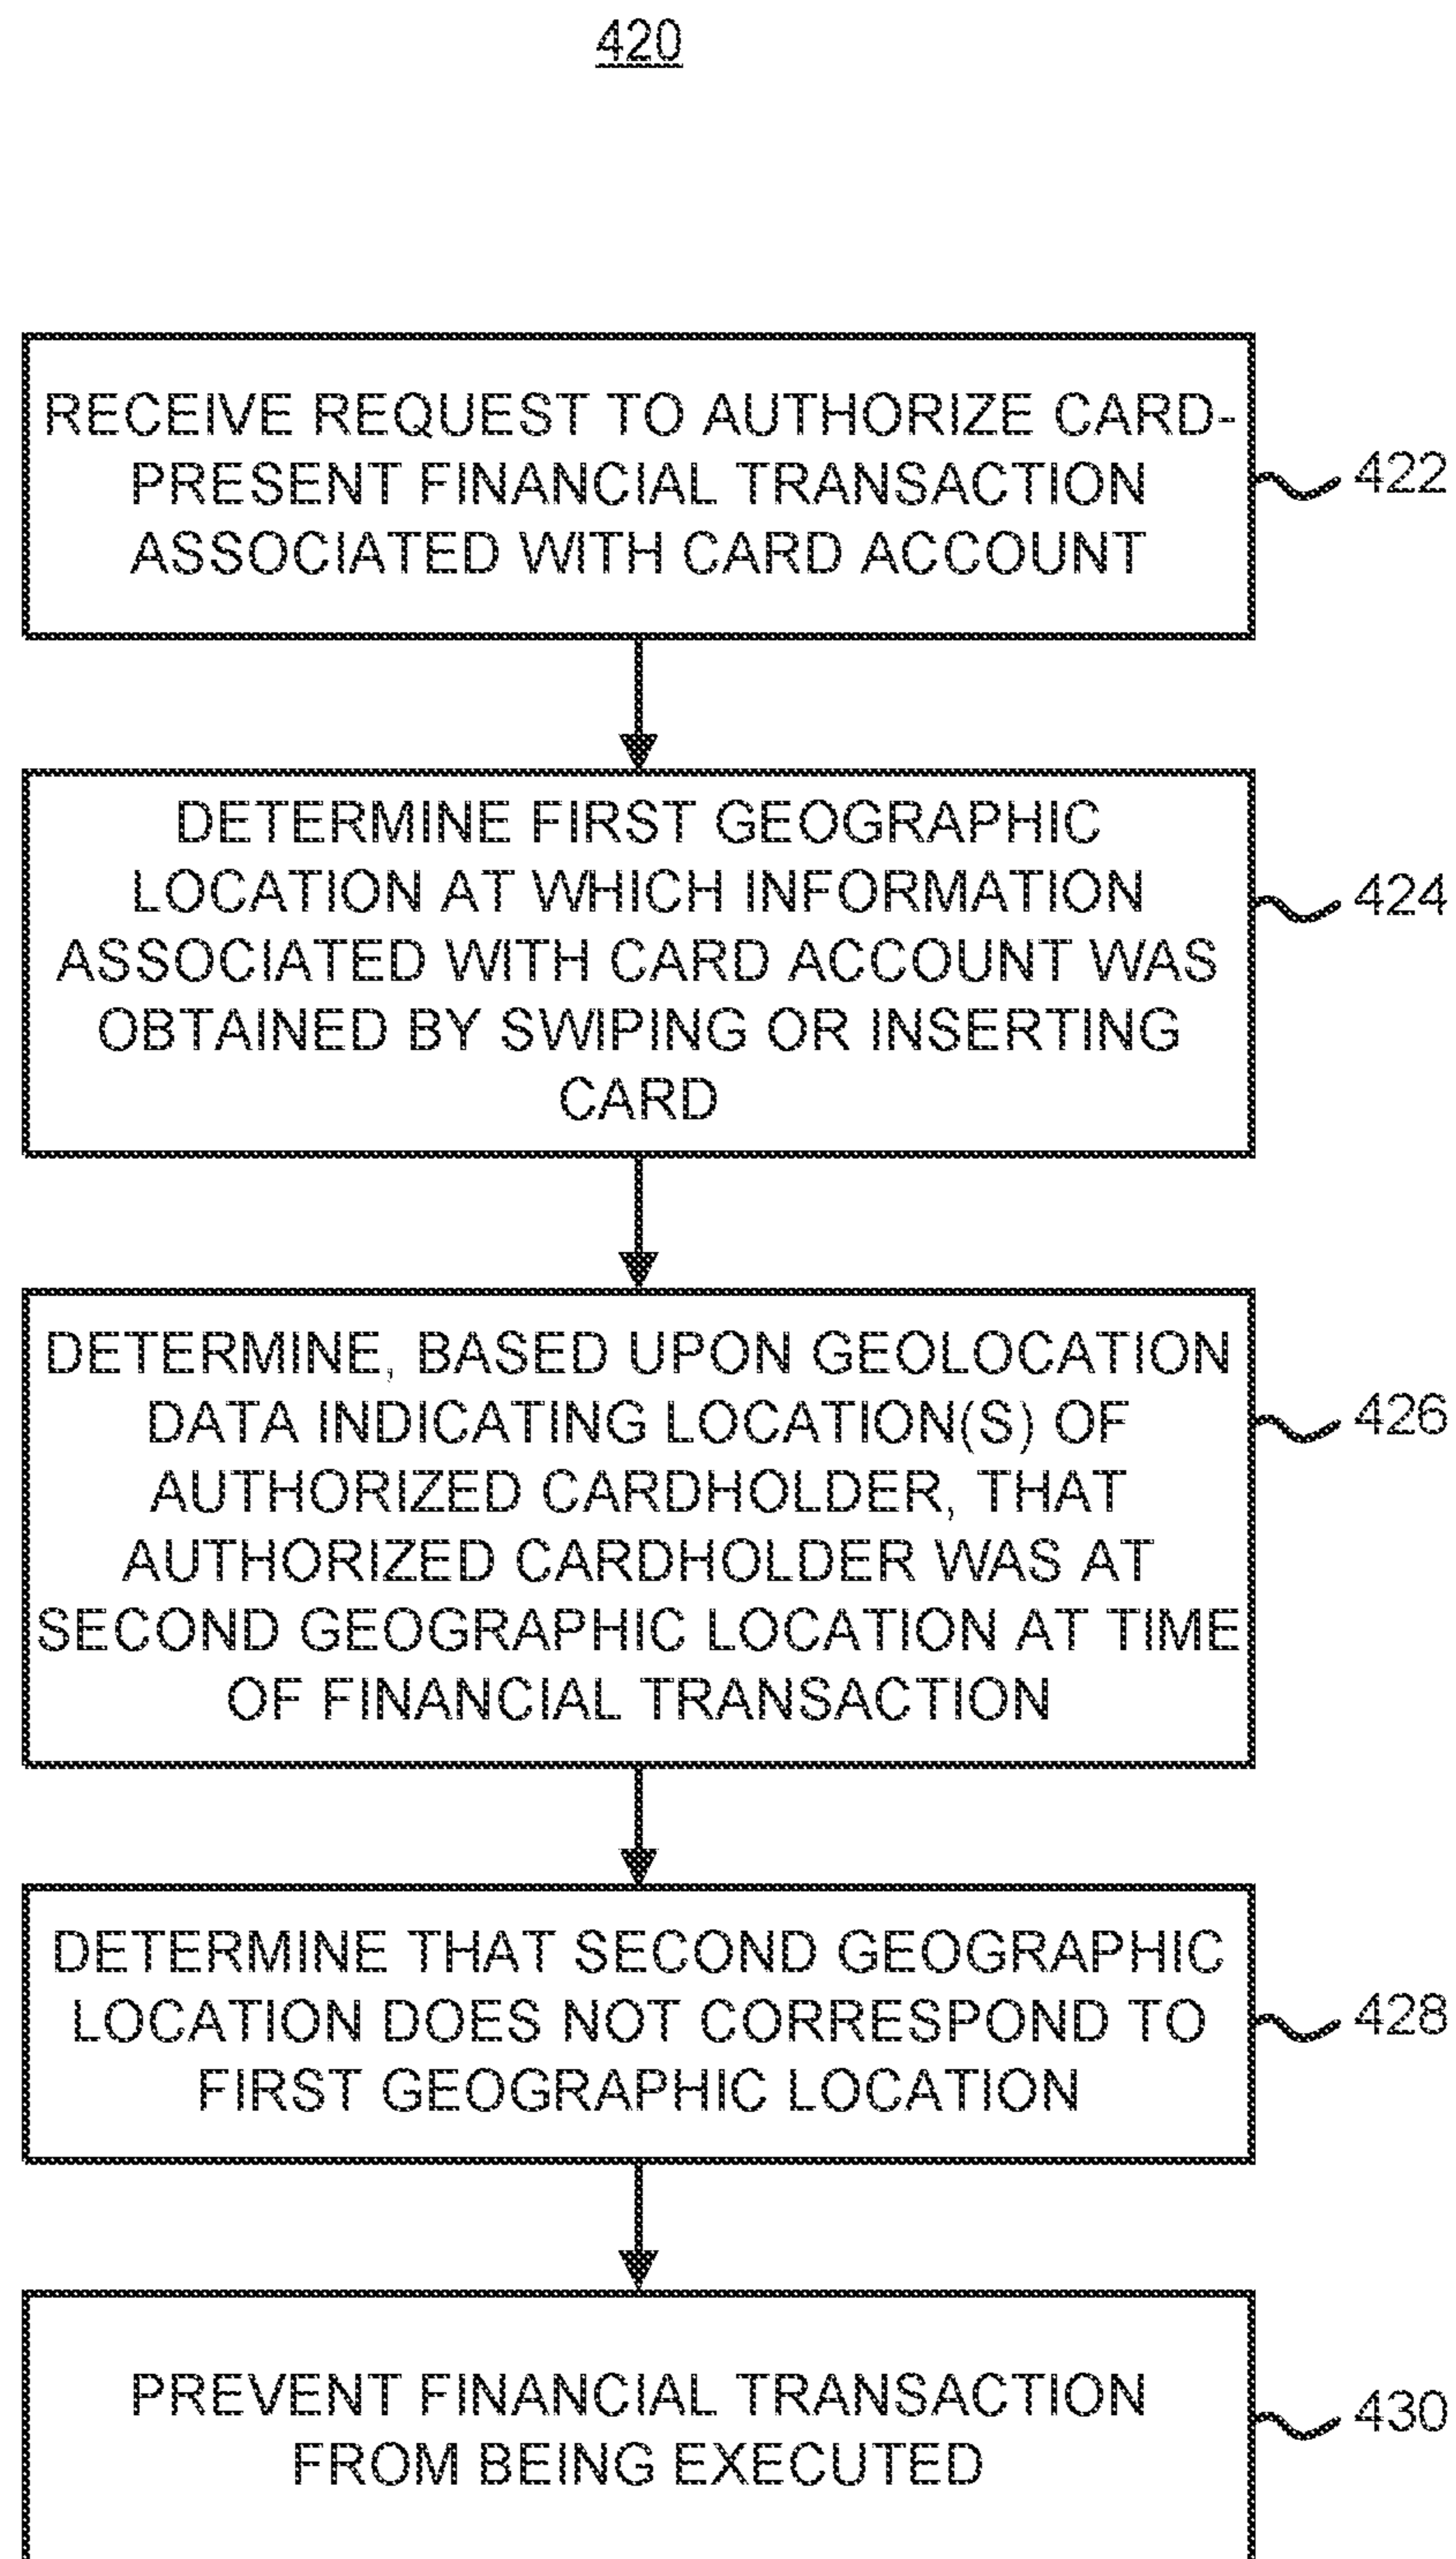 420
RECEIVE REQUEST TO AUTHORIZE CARD-
PRESENT FINANCIAL TRANSACTION
ASSOCIATED WITH CARD ACCOUNT
422
DETERMINE FIRST GEOGRAPHIC
LOCATION AT WHICH INFORMATION
ASSOCIATED WITH CARD ACCOUNT WAS
OBTAINED BY SWIPING OR INSERTING
CARD
424
DETERMINE, BASED UPON GEOLOCATION
DATA INDICATING LOCATION(S) OF
AUTHORIZED CARDHOLDER, THAT
AUTHORIZED CARDHOLDER WAS AT
SECOND GEOGRAPHIC LOCATION AT TIME
OF FINANCIAL TRANSACTION
426
DETERMINE THAT SECOND GEOGRAPHIC
LOCATION DOES NOT CORRESPOND TO
FIRST GEOGRAPHIC LOCATION
428
PREVENT FINANCIAL TRANSACTION
FROM BEING EXECUTED
430